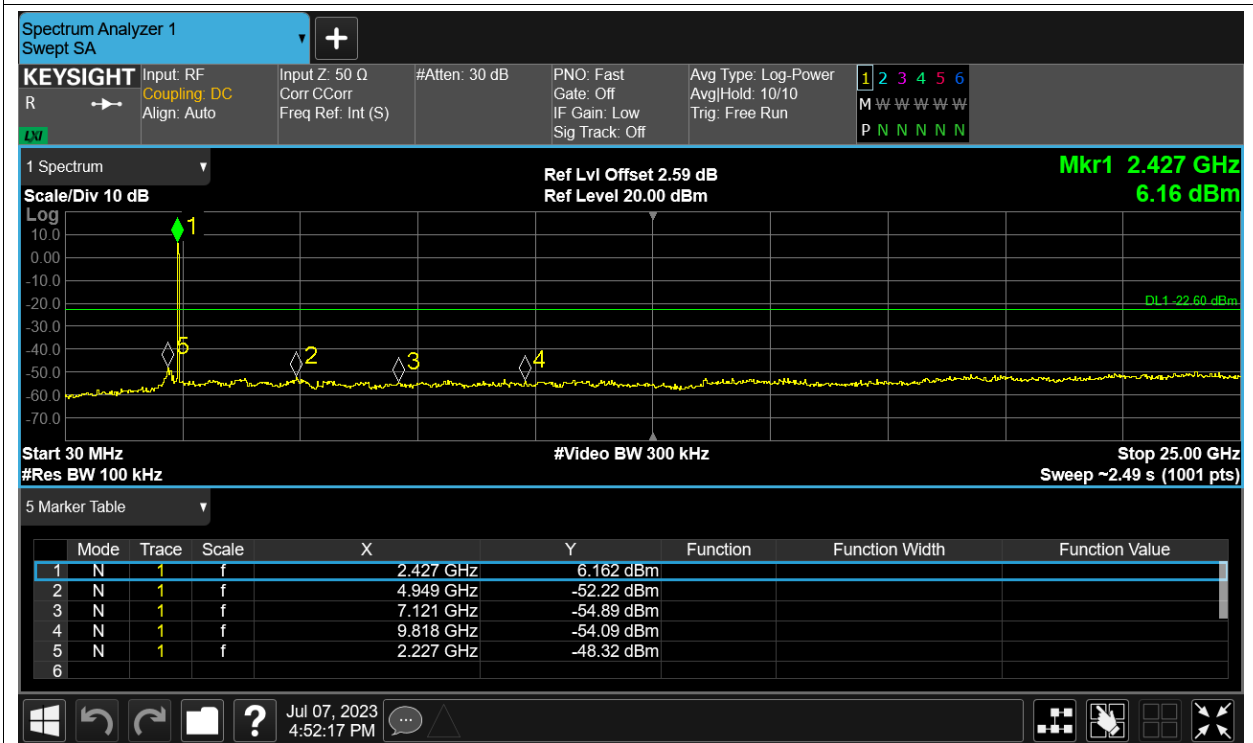 Spectrum Analyzer 1
Swept SA
+
KEYSIGHT Input: RF Input Z: 50 Ω #Atten: 30 dB PNO: Fast Avg Type: Log-Power 1 2 3 4 5 6
R Coupling: DC Corr CCorr Gate: Off Avg|Hold: 10/10 M W W W W W
Align: Auto Freq Ref: Int (S) IF Gain: Low Trig: Free Run
LXI Sig Track: Off P N N N N N
1 Spectrum Ref Lvl Offset 2.59 dB Mkr1 2.427 GHz
Scale/Div 10 dB Ref Level 20.00 dBm 6.16 dBm
Log
1
10.0
0.00
-10.0
-20.0 DL1 -22.60 dBm
-30.0
-40.0 5 2 3 4
-50.0
-60.0
-70.0
Start 30 MHz #Video BW 300 kHz Stop 25.00 GHz
#Res BW 100 kHz Sweep ~2.49 s (1001 pts)
5 Marker Table
Mode Trace Scale X Y Function Function Width Function Value
1 N 1 f 2.427 GHz 6.162 dBm
2 N 1 f 4.949 GHz -52.22 dBm
3 N 1 f 7.121 GHz -54.89 dBm
4 N 1 f 9.818 GHz -54.09 dBm
5 N 1 f 2.227 GHz -48.32 dBm
6
? Jul 07, 2023
4:52:17 PM